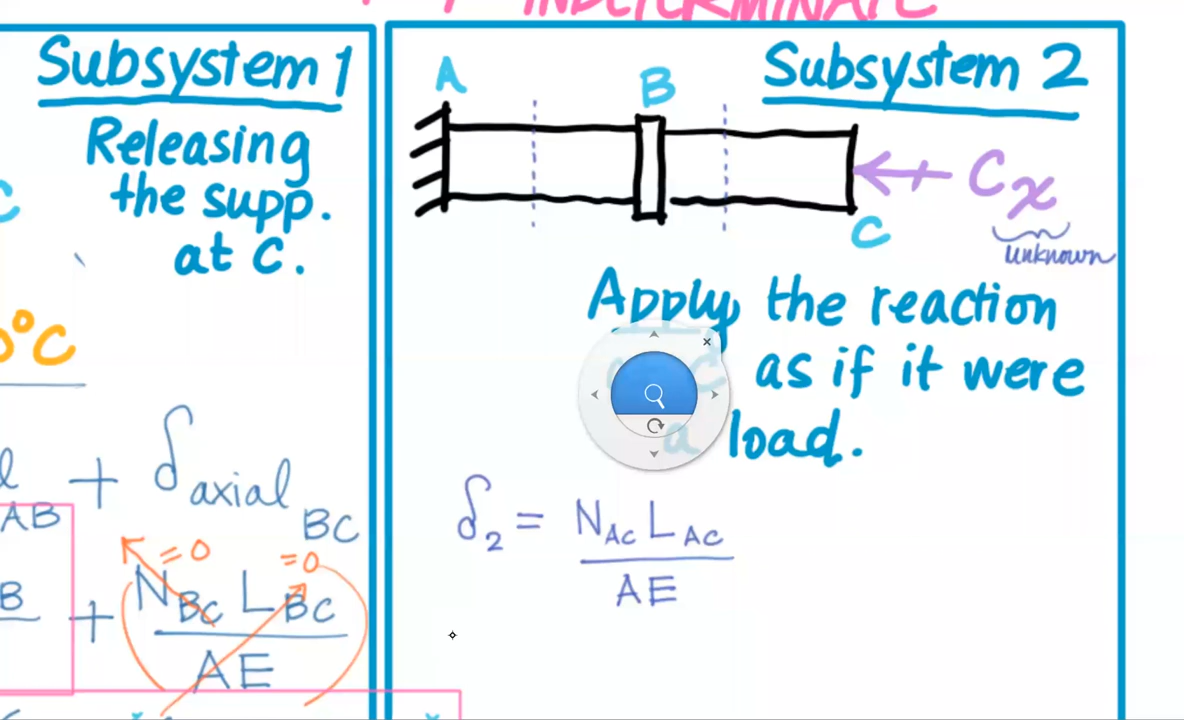 INDETERMINATE
Subsystem 1
Releasing
the supp.
at C.
0°C
+ δaxial BC
AB
= 0
= 0
B
+ NBC LBC
AE
Subsystem 2
A
B
Cx
unknown
C
Apply the reaction
as if it were
a load.
δ2 = NAC LAC
AE